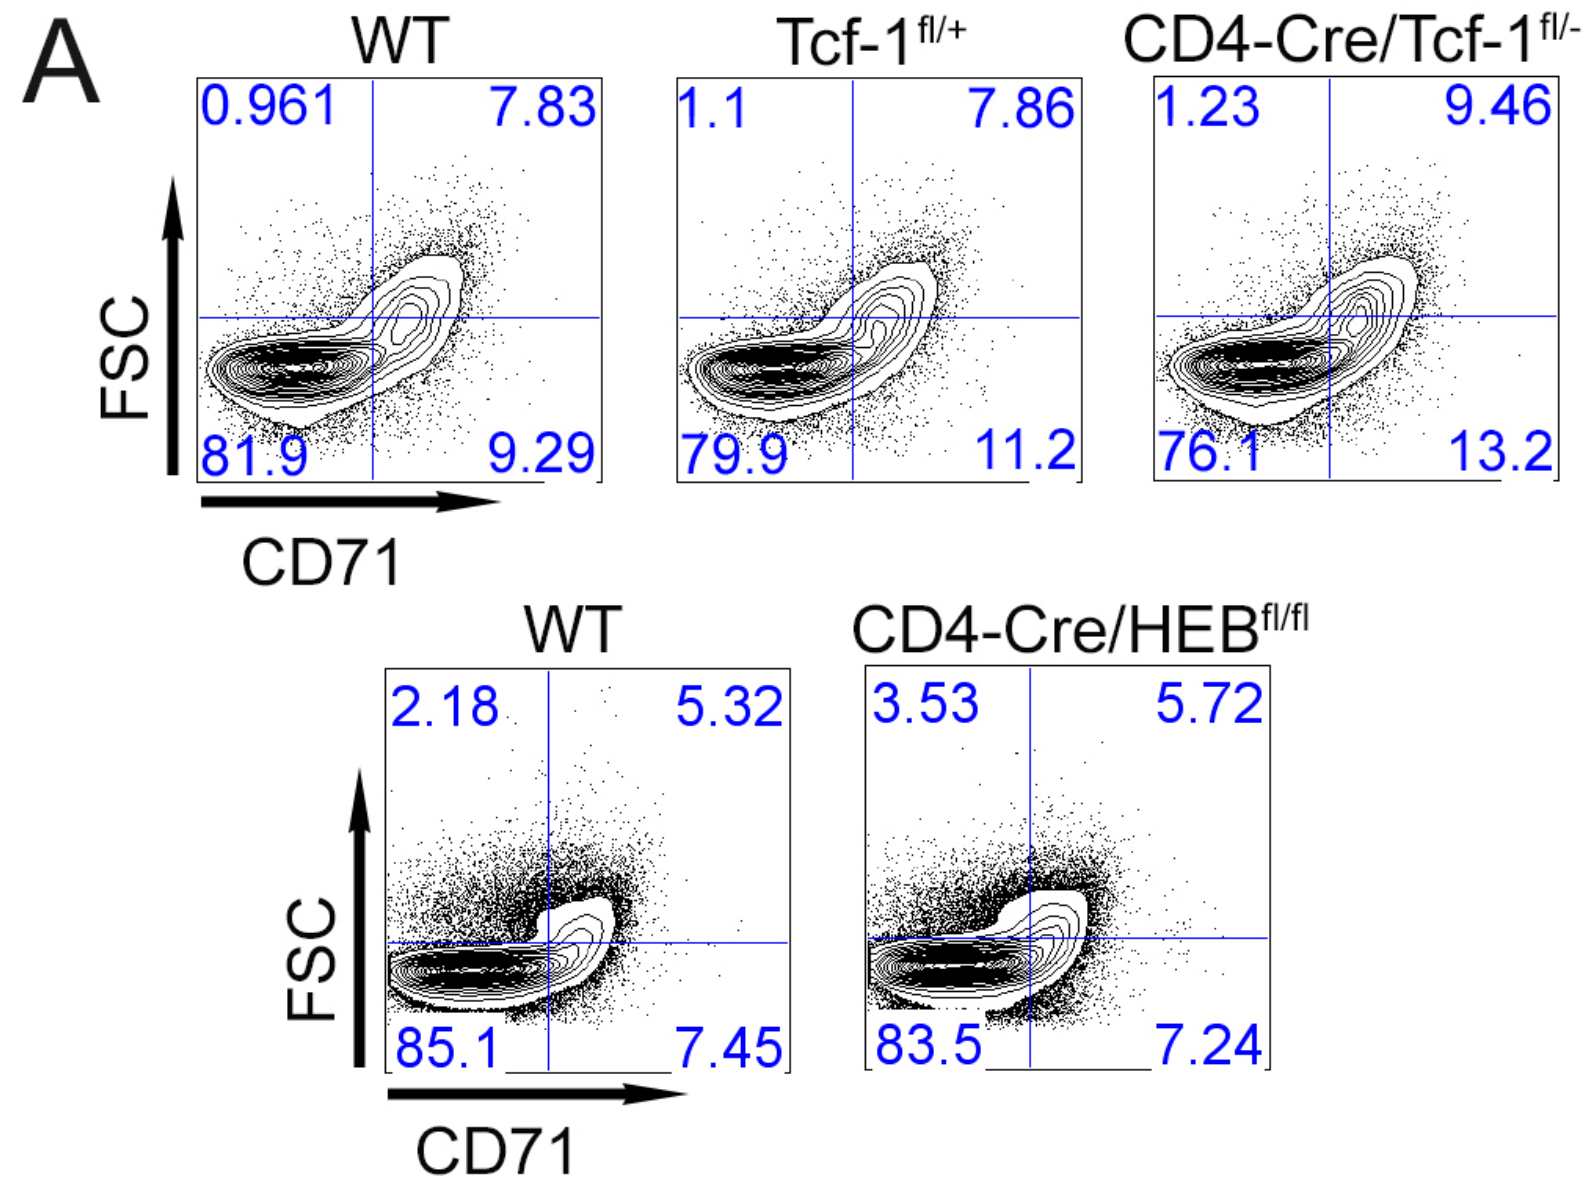 A
WT
Tcf-1fl/+
CD4-Cre/Tcf-1fl/-
0.961
7.83
1.1
7.86
1.23
9.46
FSC
81.9
9.29
79.9
11.2
76.1
13.2
CD71
WT
CD4-Cre/HEBfl/fl
2.18
5.32
3.53
5.72
FSC
85.1
7.45
83.5
7.24
CD71